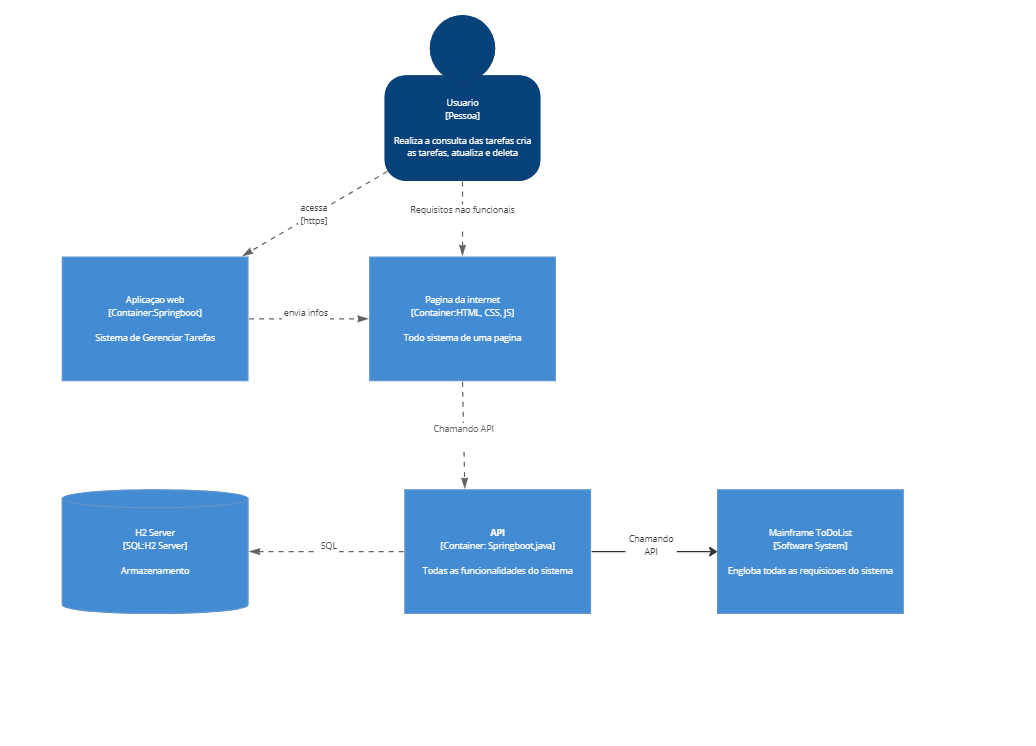 Usuario
[Pessoa]
Realiza a consulta das tarefas cria
as tarefas, atualiza e deleta
acessa
[https]
Requisitos nao funcionais
Aplicaçao web
[Container:Springboot]
Sistema de Gerenciar Tarefas
envia infos
Pagina da internet
[Container:HTML, CSS, JS]
Todo sistema de uma pagina
Chamando API
H2 Server
[SQL:H2 Server]
Armazenamento
SQL
API
[Container: Springboot,java]
Todas as funcionalidades do sistema
Chamando
API
Mainframe ToDoList
[Software System]
Engloba todas as requisicoes do sistema